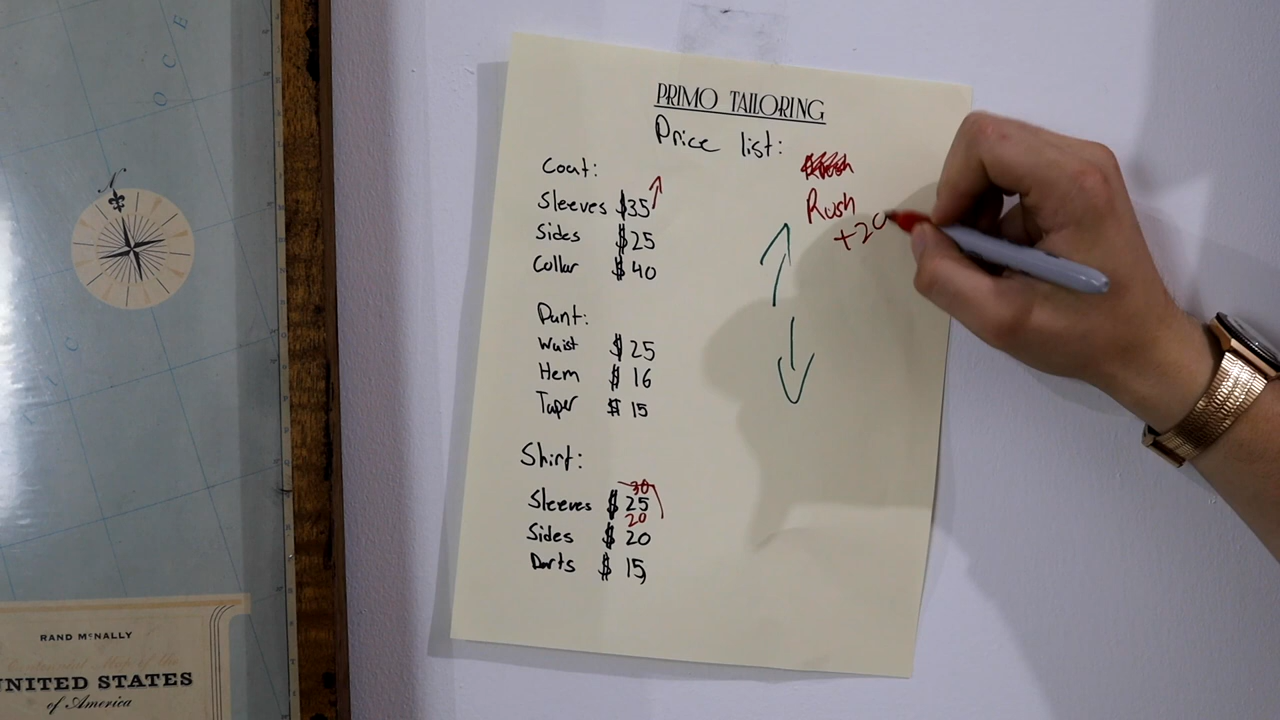 PRIMO TAILORING
Price list:
Coat:
Sleeves $35
Sides $25
Collar $40
Pant:
Waist $25
Hem $16
Taper $15
Shirt:
30
Sleeves $25
20
Sides $20
Darts $15
Rush
+20
N
O C E
C
RAND MCNALLY
UNITED STATES
of America